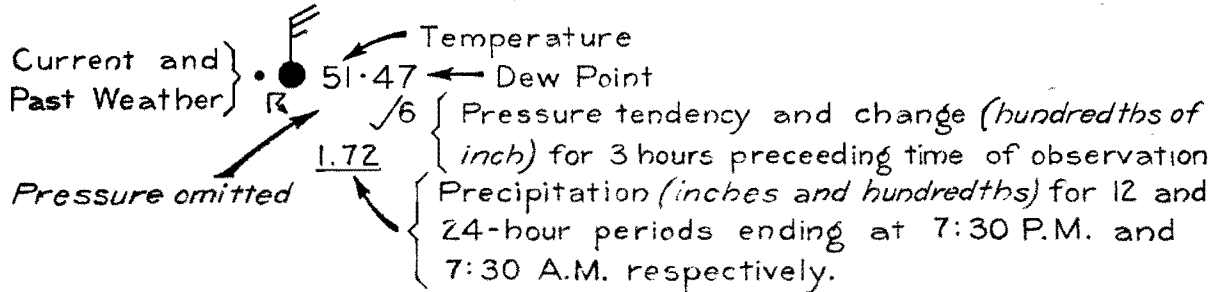 Temperature
Current and
Past Weather
51·47
Dew Point
6
Pressure tendency and change (hundredths of
inch) for 3 hours preceeding time of observation
1.72
Pressure omitted
Precipitation (inches and hundredths) for 12 and
24-hour periods ending at 7:30 P.M. and
7:30 A.M. respectively.